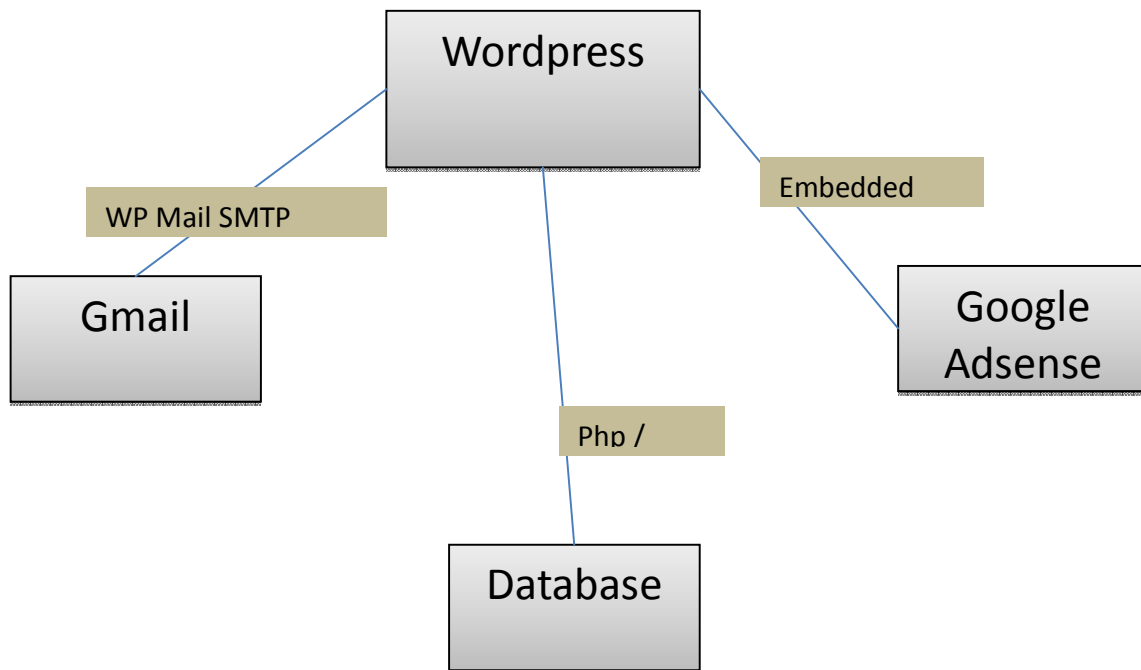 Wordpress
WP Mail SMTP
Embedded
Gmail
Google
Adsense
Php /
Database